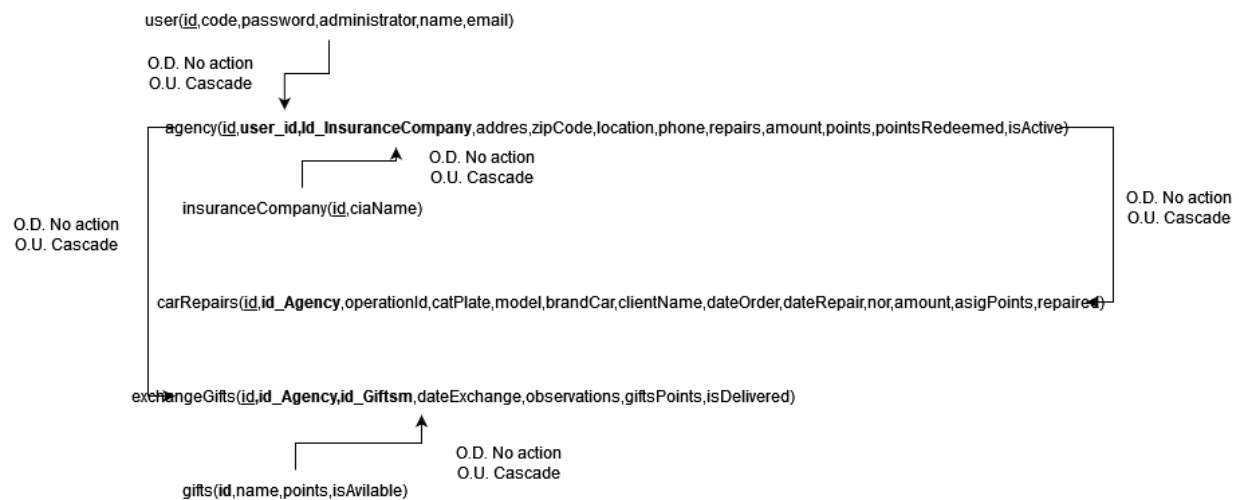 user(id,code,password,administrator,name,email)
O.D. No action
O.U. Cascade
agency(id,user_id,Id_InsuranceCompany,addres,zipCode,location,phone,repairs,amount,points,pointsRedeemed,isActive)
O.D. No action
O.U. Cascade
insuranceCompany(id,ciaName)
O.D. No action
O.U. Cascade
O.D. No action
O.U. Cascade
carRepairs(id,id_Agency,operationId,catPlate,model,brandCar,clientName,dateOrder,dateRepair,nor,amount,asigPoints,repaired)
exchangeGifts(id,id_Agency,id_Giftsm,dateExchange,observations,giftsPoints,isDelivered)
O.D. No action
O.U. Cascade
gifts(id,name,points,isAvilable)